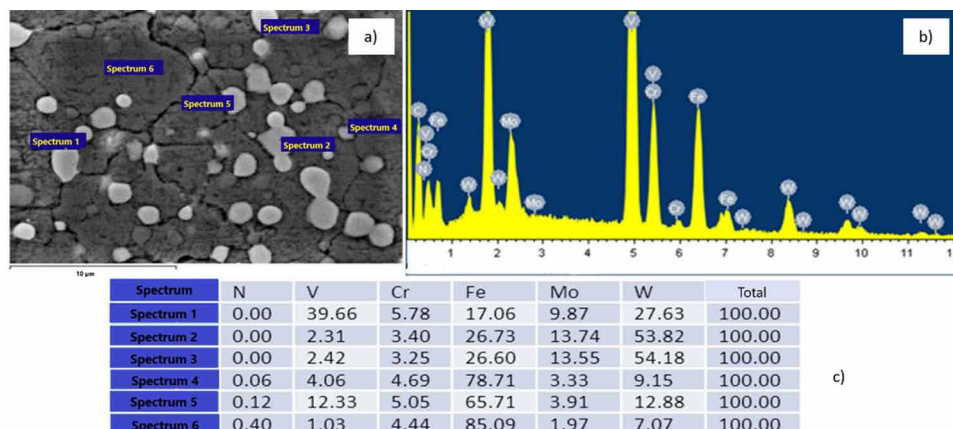 Spectrum 3
a)
Spectrum 6
Spectrum 5
Spectrum 4
Spectrum 1
Spectrum 2
10 µm
b)
W V
V
Cr
C Fe
V
Cr
N
Mo
Fe
W W
Mo
Cr
Fe
W
W
W
W
W
W
W
1 2 3 4 5 6 7 8 9 10 11 1
Spectrum N V Cr Fe Mo W Total
Spectrum 1 0.00 39.66 5.78 17.06 9.87 27.63 100.00
Spectrum 2 0.00 2.31 3.40 26.73 13.74 53.82 100.00
Spectrum 3 0.00 2.42 3.25 26.60 13.55 54.18 100.00
Spectrum 4 0.06 4.06 4.69 78.71 3.33 9.15 100.00
c)
Spectrum 5 0.12 12.33 5.05 65.71 3.91 12.88 100.00
Spectrum 6 0.40 1.03 4.44 85.09 1.97 7.07 100.00